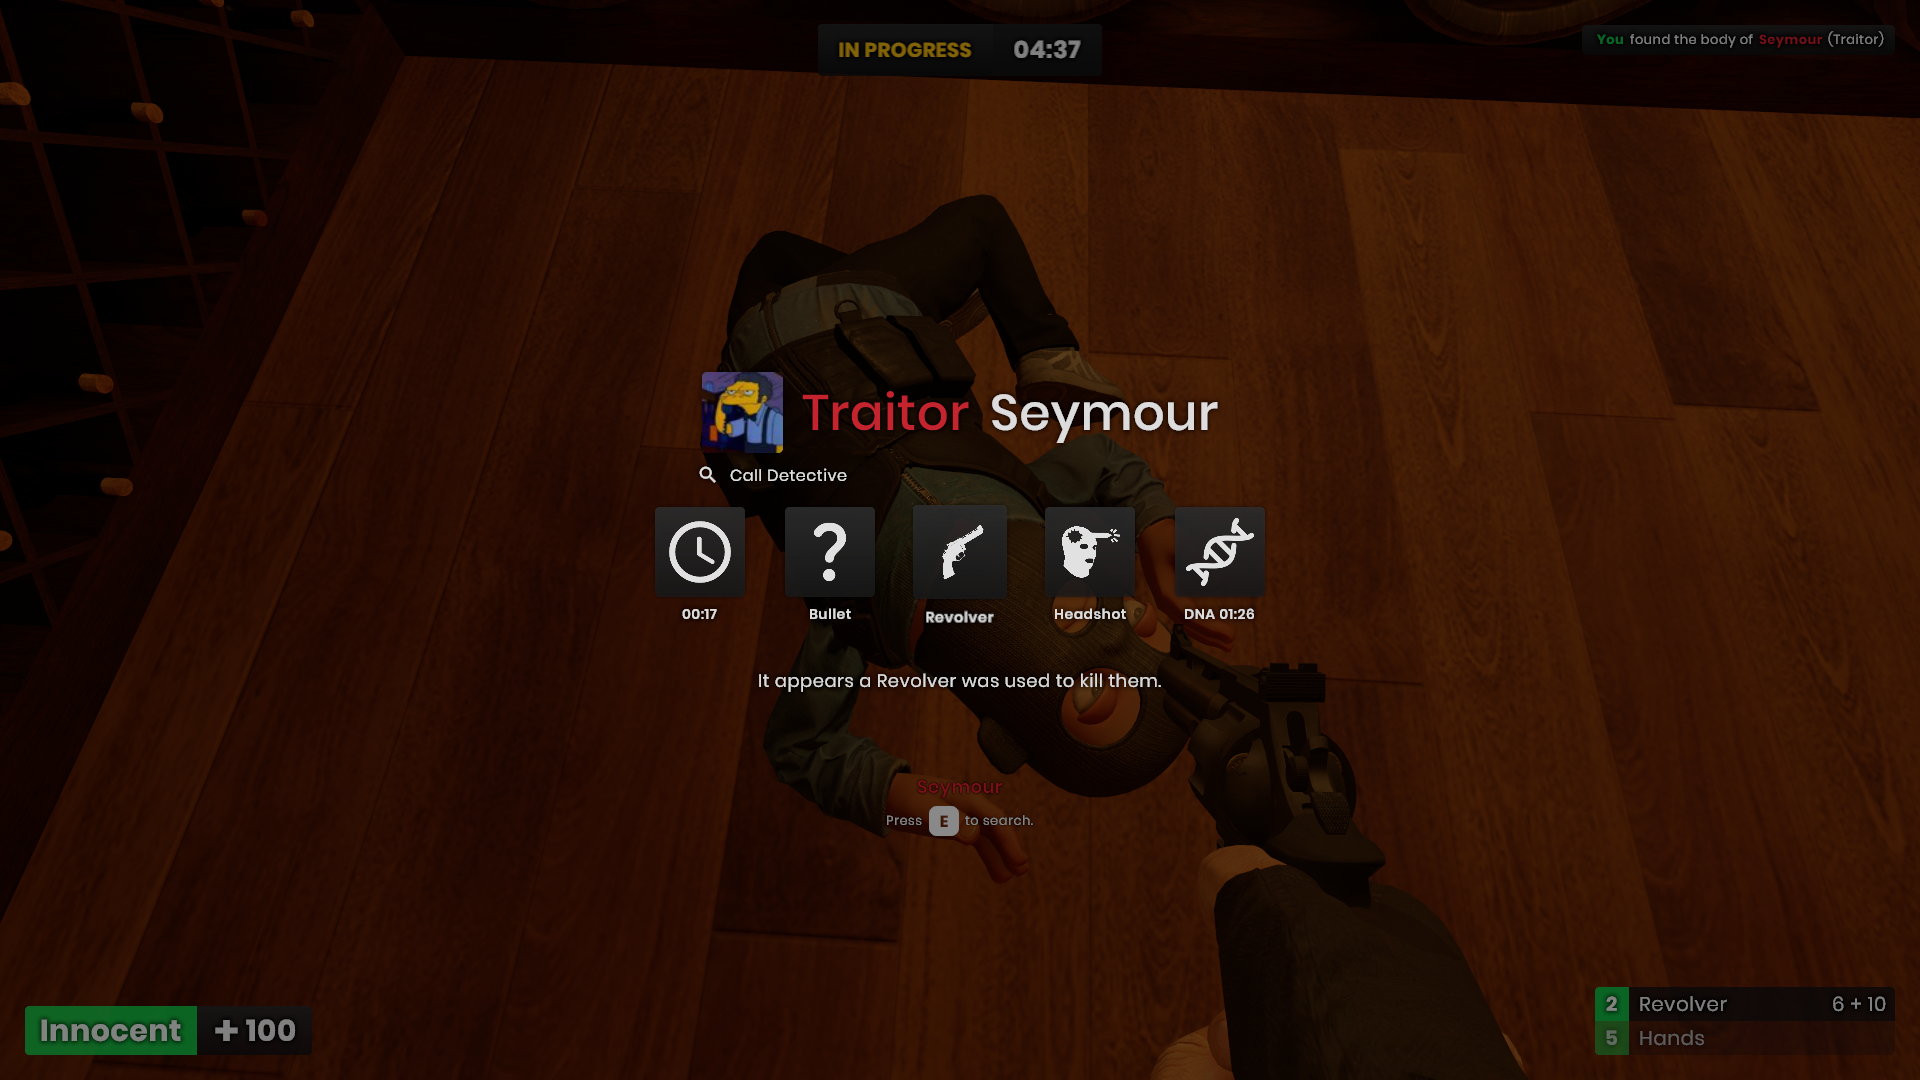 IN PROGRESS 04:37
You found the body of Seymour (Traitor)
Traitor Seymour
Call Detective
00:17
Bullet
Revolver
Headshot
DNA 01:26
It appears a Revolver was used to kill them.
Seymour
Press E to search.
Innocent + 100
2 Revolver 6 + 10
5 Hands